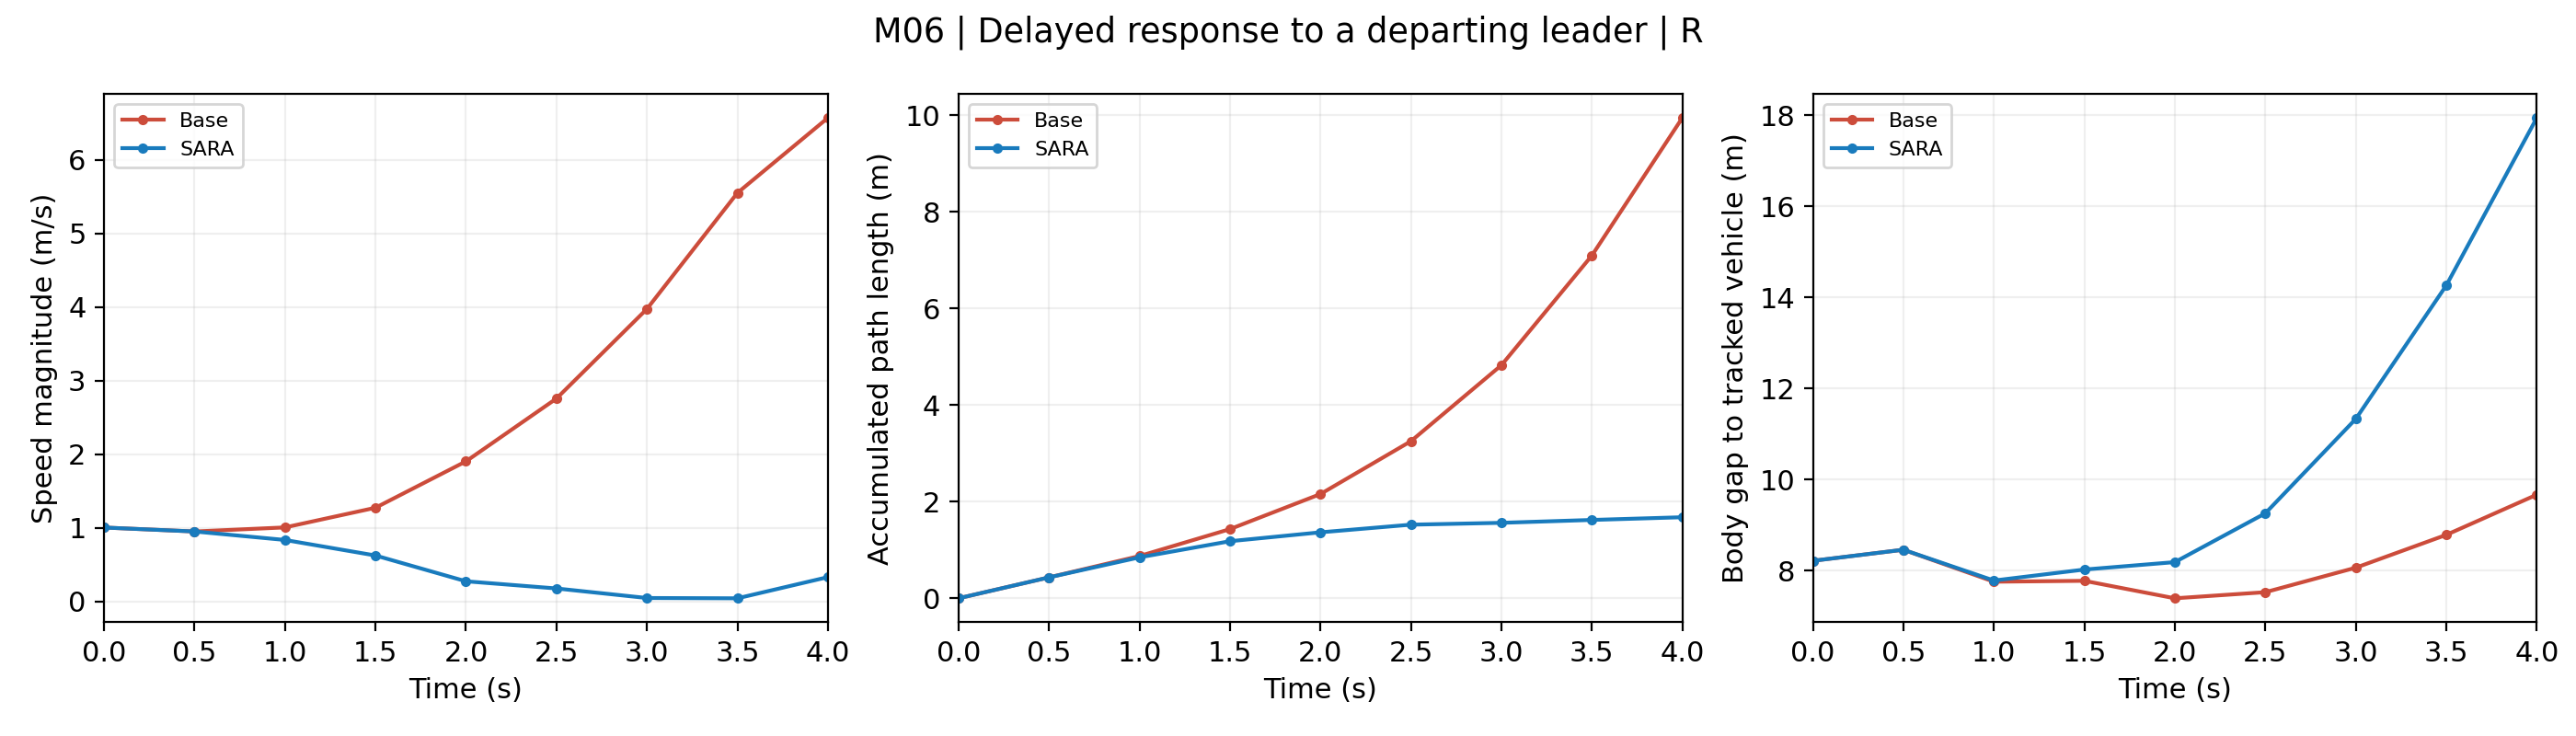 M06 | Delayed response to a departing leader | R
Speed magnitude (m/s)
6
5
4
3
2
1
0
Base
SARA
0.0 0.5 1.0 1.5 2.0 2.5 3.0 3.5 4.0
Time (s)
Accumulated path length (m)
10
8
6
4
2
0
Base
SARA
0.0 0.5 1.0 1.5 2.0 2.5 3.0 3.5 4.0
Time (s)
Body gap to tracked vehicle (m)
18
16
14
12
10
8
Base
SARA
0.0 0.5 1.0 1.5 2.0 2.5 3.0 3.5 4.0
Time (s)